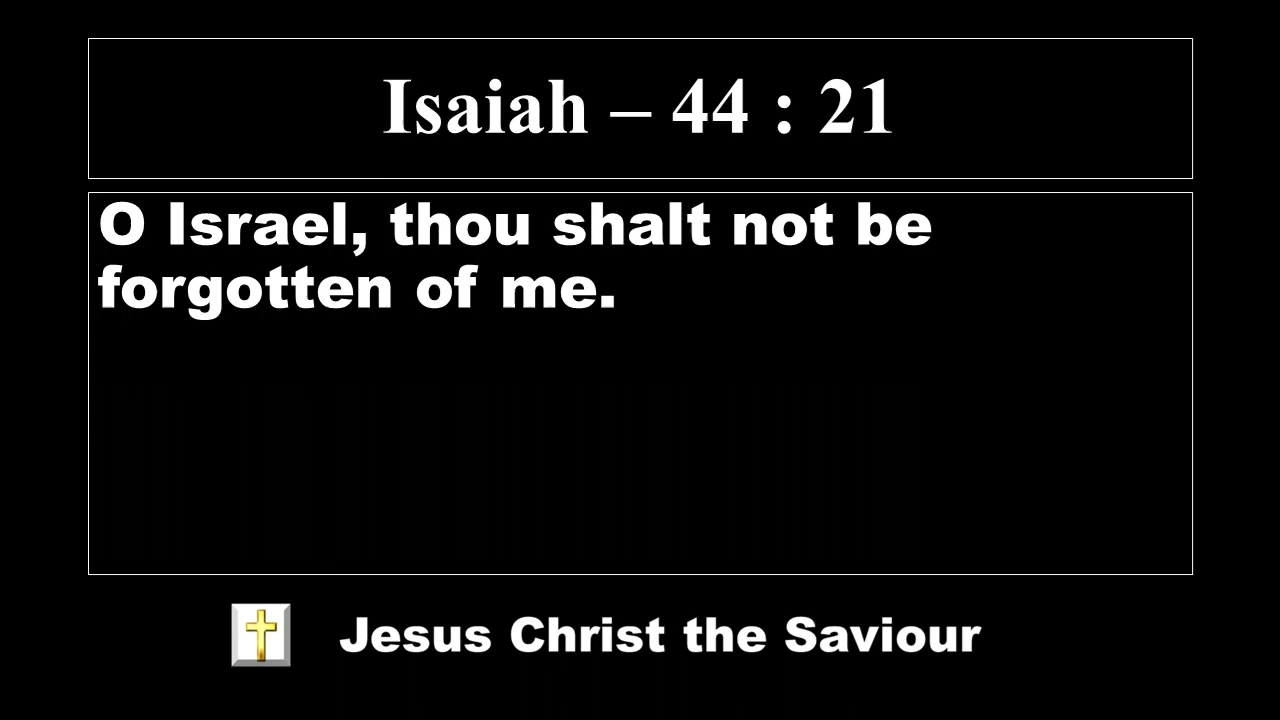 Isaiah – 44 : 21
O Israel, thou shalt not be
forgotten of me.
Jesus Christ the Saviour